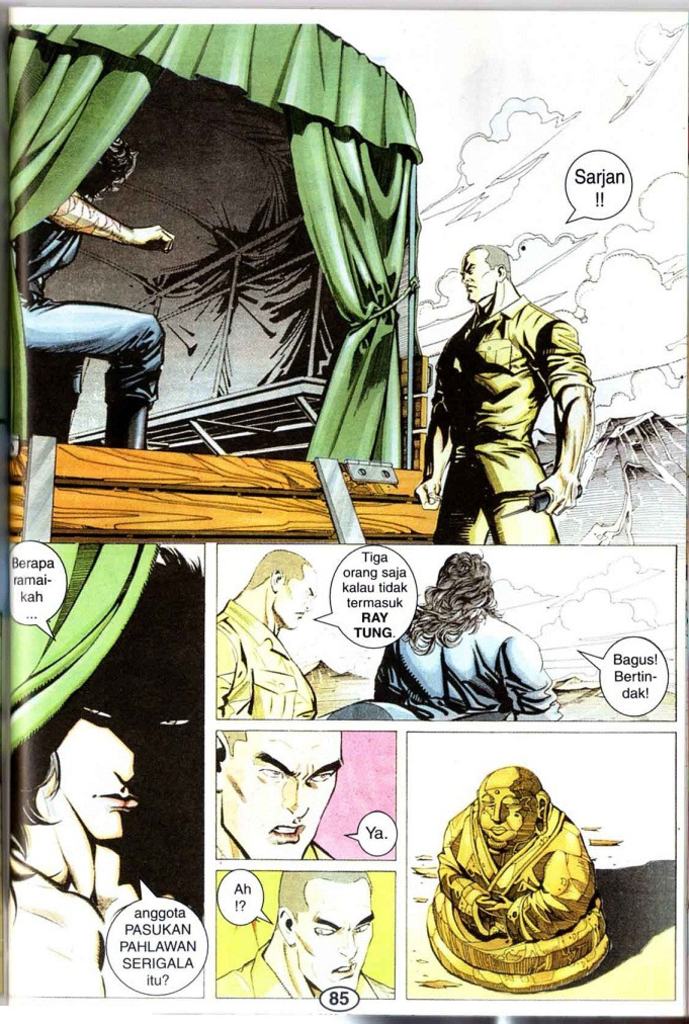 Sarjan
!!
Berapa
ramai-
kah
...
anggota
PASUKAN
PAHLAWAN
SERIGALA
itu?
Tiga
orang saja
kalau tidak
termasuk
RAY
TUNG.
Bagus!
Bertin-
dak!
Ya.
Ah
!?
85